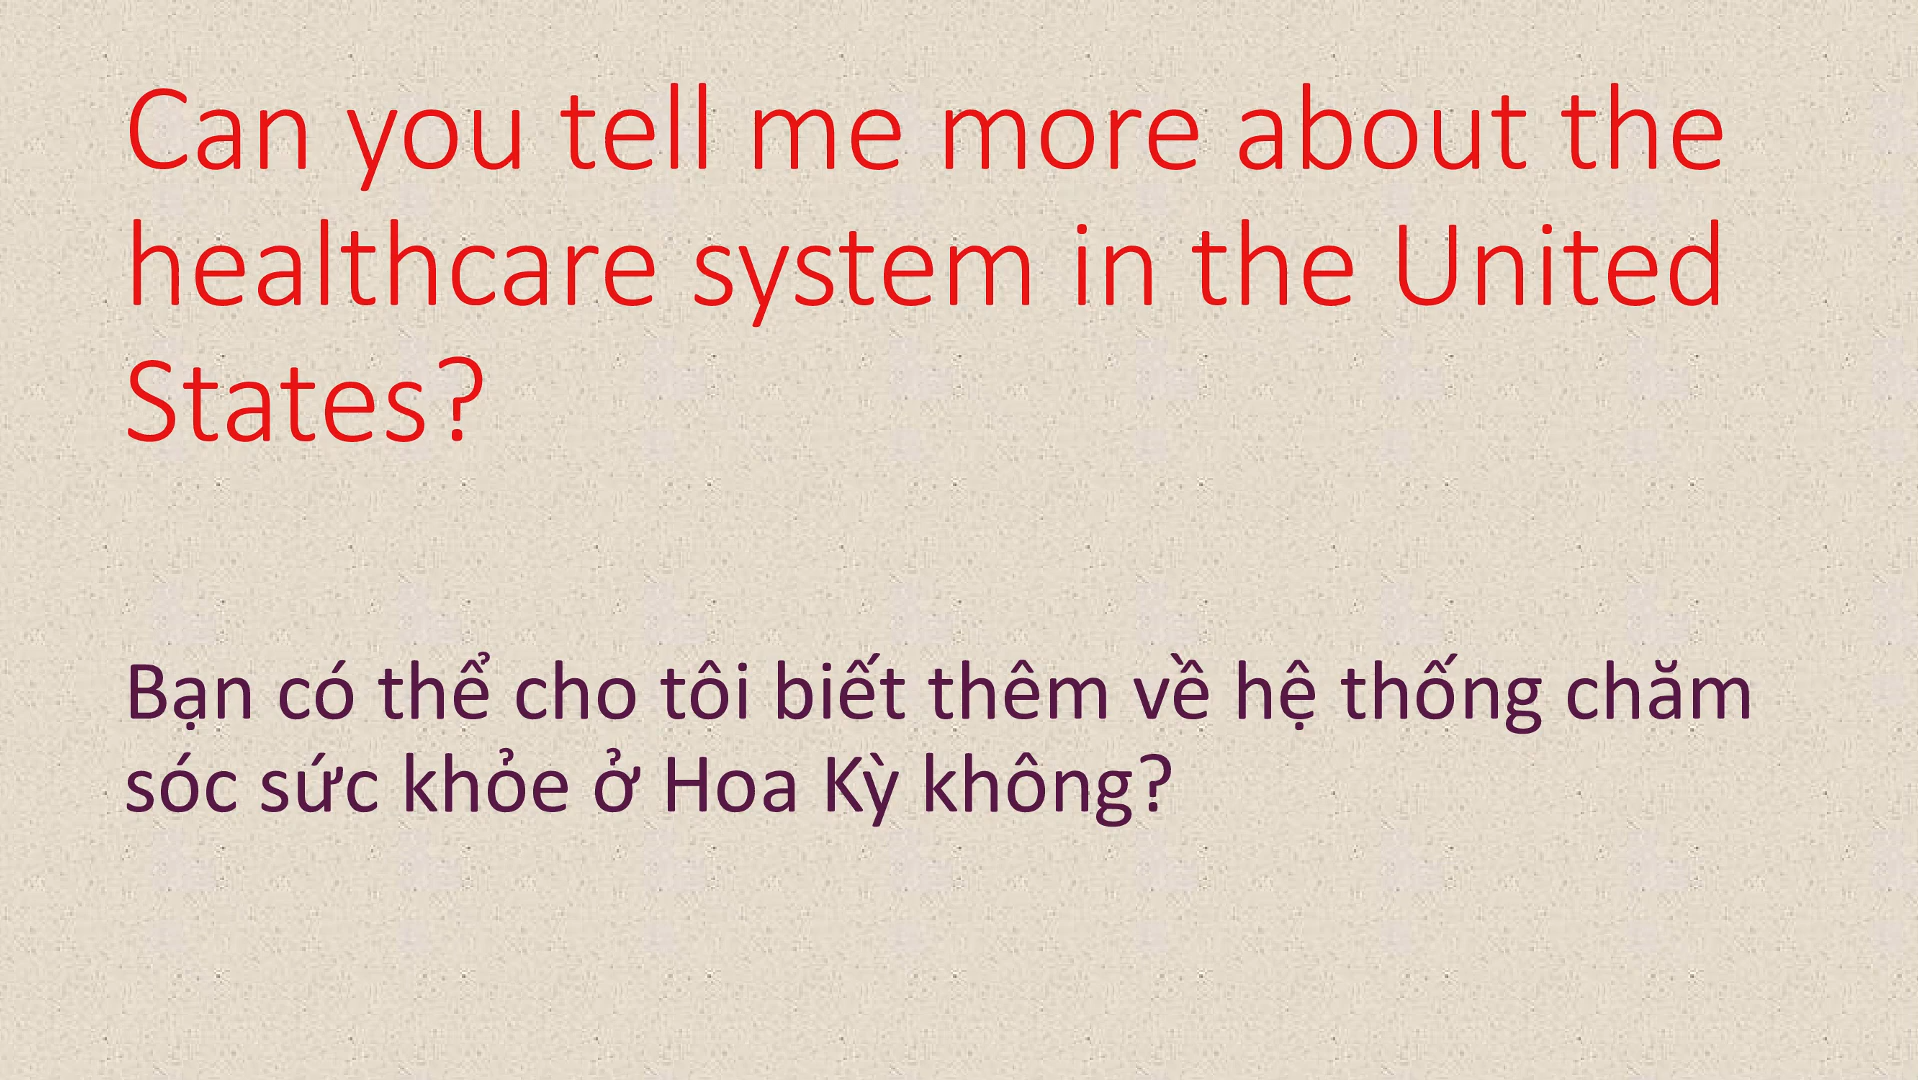 Can you tell me more about the
healthcare system in the United
States?
Bạn có thể cho tôi biết thêm về hệ thống chăm
sóc sức khỏe ở Hoa Kỳ không?